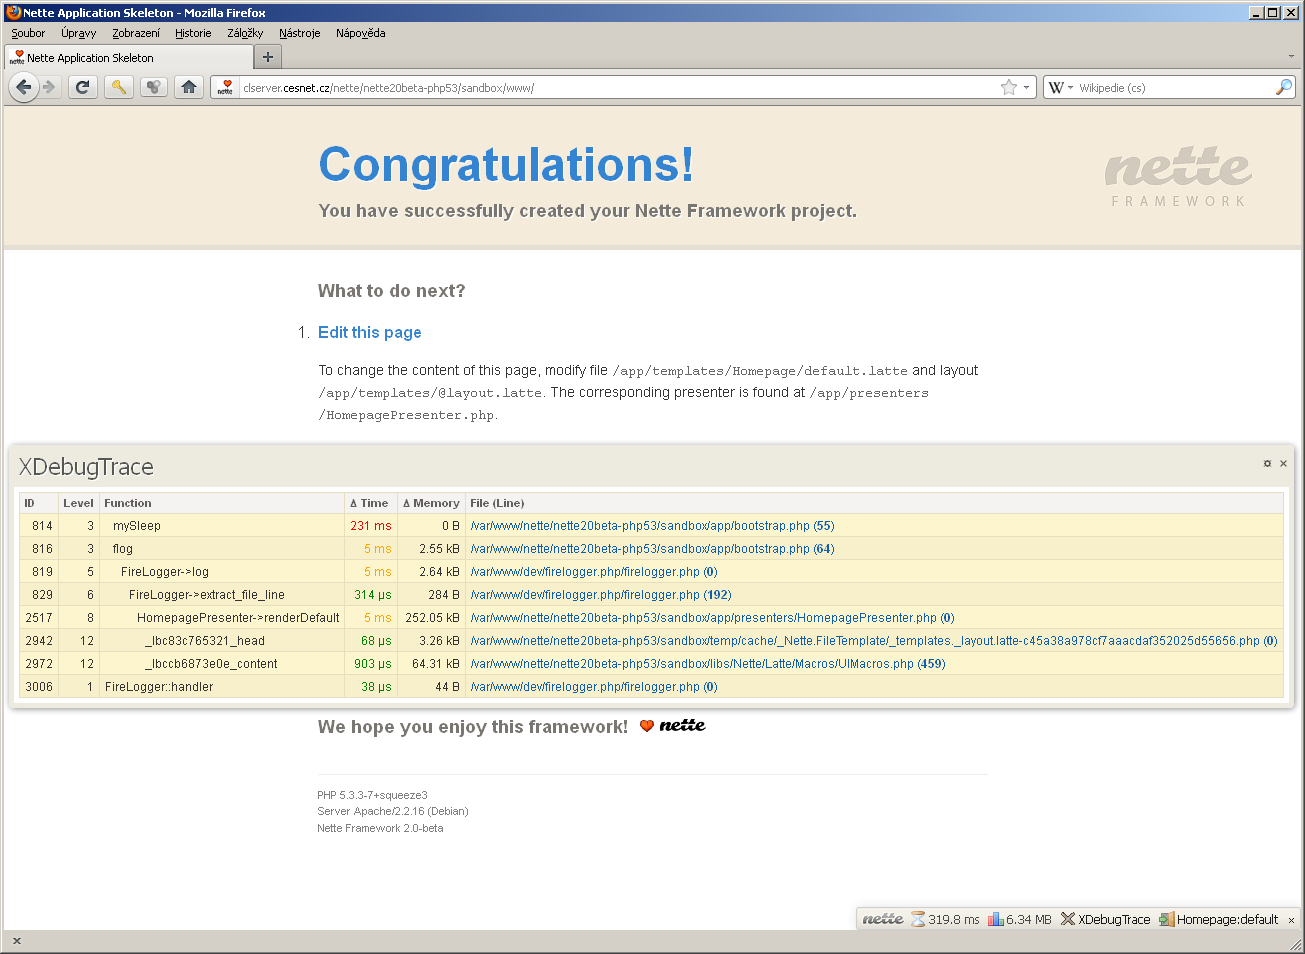 Nette Application Skeleton - Mozilla Firefox
Soubor Úpravy Zobrazení Historie Záložky Nástroje Nápověda
nette Nette Application Skeleton
nette clserver.cesnet.cz/nette/nette20beta-php53/sandbox/www/ W Wikipedie (cs)
Congratulations!
You have successfully created your Nette Framework project.
nette
FRAMEWORK
What to do next?
1. Edit this page
To change the content of this page, modify file /app/templates/Homepage/default.latte and layout
/app/templates/@layout.latte. The corresponding presenter is found at /app/presenters
/HomepagePresenter.php.
XDebugTrace
ID Level Function Δ Time Δ Memory File (Line)
814 3 mySleep 231 ms 0 B /var/www/nette/nette20beta-php53/sandbox/app/bootstrap.php (55)
816 3 flog 5 ms 2.55 kB /var/www/nette/nette20beta-php53/sandbox/app/bootstrap.php (64)
819 5 FireLogger->log 5 ms 2.64 kB /var/www/dev/firelogger.php/firelogger.php (0)
829 6 FireLogger->extract_file_line 314 µs 284 B /var/www/dev/firelogger.php/firelogger.php (192)
2517 8 HomepagePresenter->renderDefault 5 ms 252.05 kB /var/www/nette/nette20beta-php53/sandbox/app/presenters/HomepagePresenter.php (0)
2942 12 _lbc83c765321_head 68 µs 3.26 kB /var/www/nette/nette20beta-php53/sandbox/temp/cache/_Nette.FileTemplate/_templates._layout.latte-c45a38a978cf7aaacdaf352025d55656.php (0)
2972 12 _lbccb6873e0e_content 903 µs 64.31 kB /var/www/nette/nette20beta-php53/sandbox/libs/Nette/Latte/Macros/UIMacros.php (459)
3006 1 FireLogger::handler 38 µs 44 B /var/www/dev/firelogger.php/firelogger.php (0)
We hope you enjoy this framework! nette
PHP 5.3.3-7+squeeze3
Server Apache/2.2.16 (Debian)
Nette Framework 2.0-beta
nette 319.8 ms 6.34 MB XDebugTrace Homepage:default